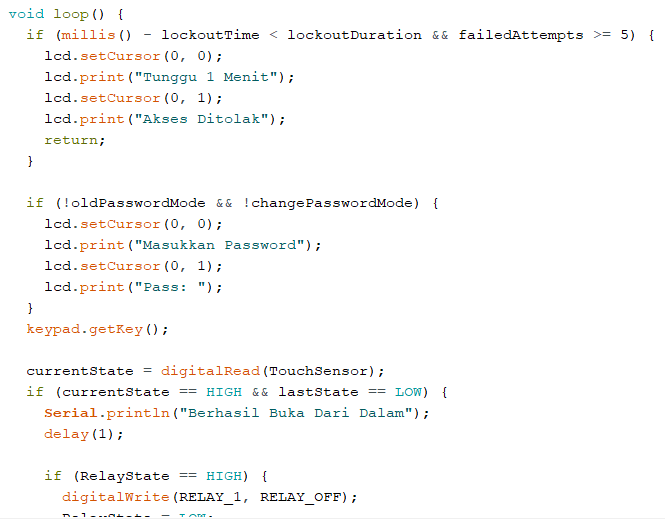 void loop() {
  if (millis() - lockoutTime < lockoutDuration && failedAttempts >= 5) {
    lcd.setCursor(0, 0);
    lcd.print("Tunggu 1 Menit");
    lcd.setCursor(0, 1);
    lcd.print("Akses Ditolak");
    return;
  }

  if (!oldPasswordMode && !changePasswordMode) {
    lcd.setCursor(0, 0);
    lcd.print("Masukkan Password");
    lcd.setCursor(0, 1);
    lcd.print("Pass: ");
  }
  keypad.getKey();

  currentState = digitalRead(TouchSensor);
  if (currentState == HIGH && lastState == LOW) {
    Serial.println("Berhasil Buka Dari Dalam");
    delay(1);

    if (RelayState == HIGH) {
      digitalWrite(RELAY_1, RELAY_OFF);
      RelayState = LOW;